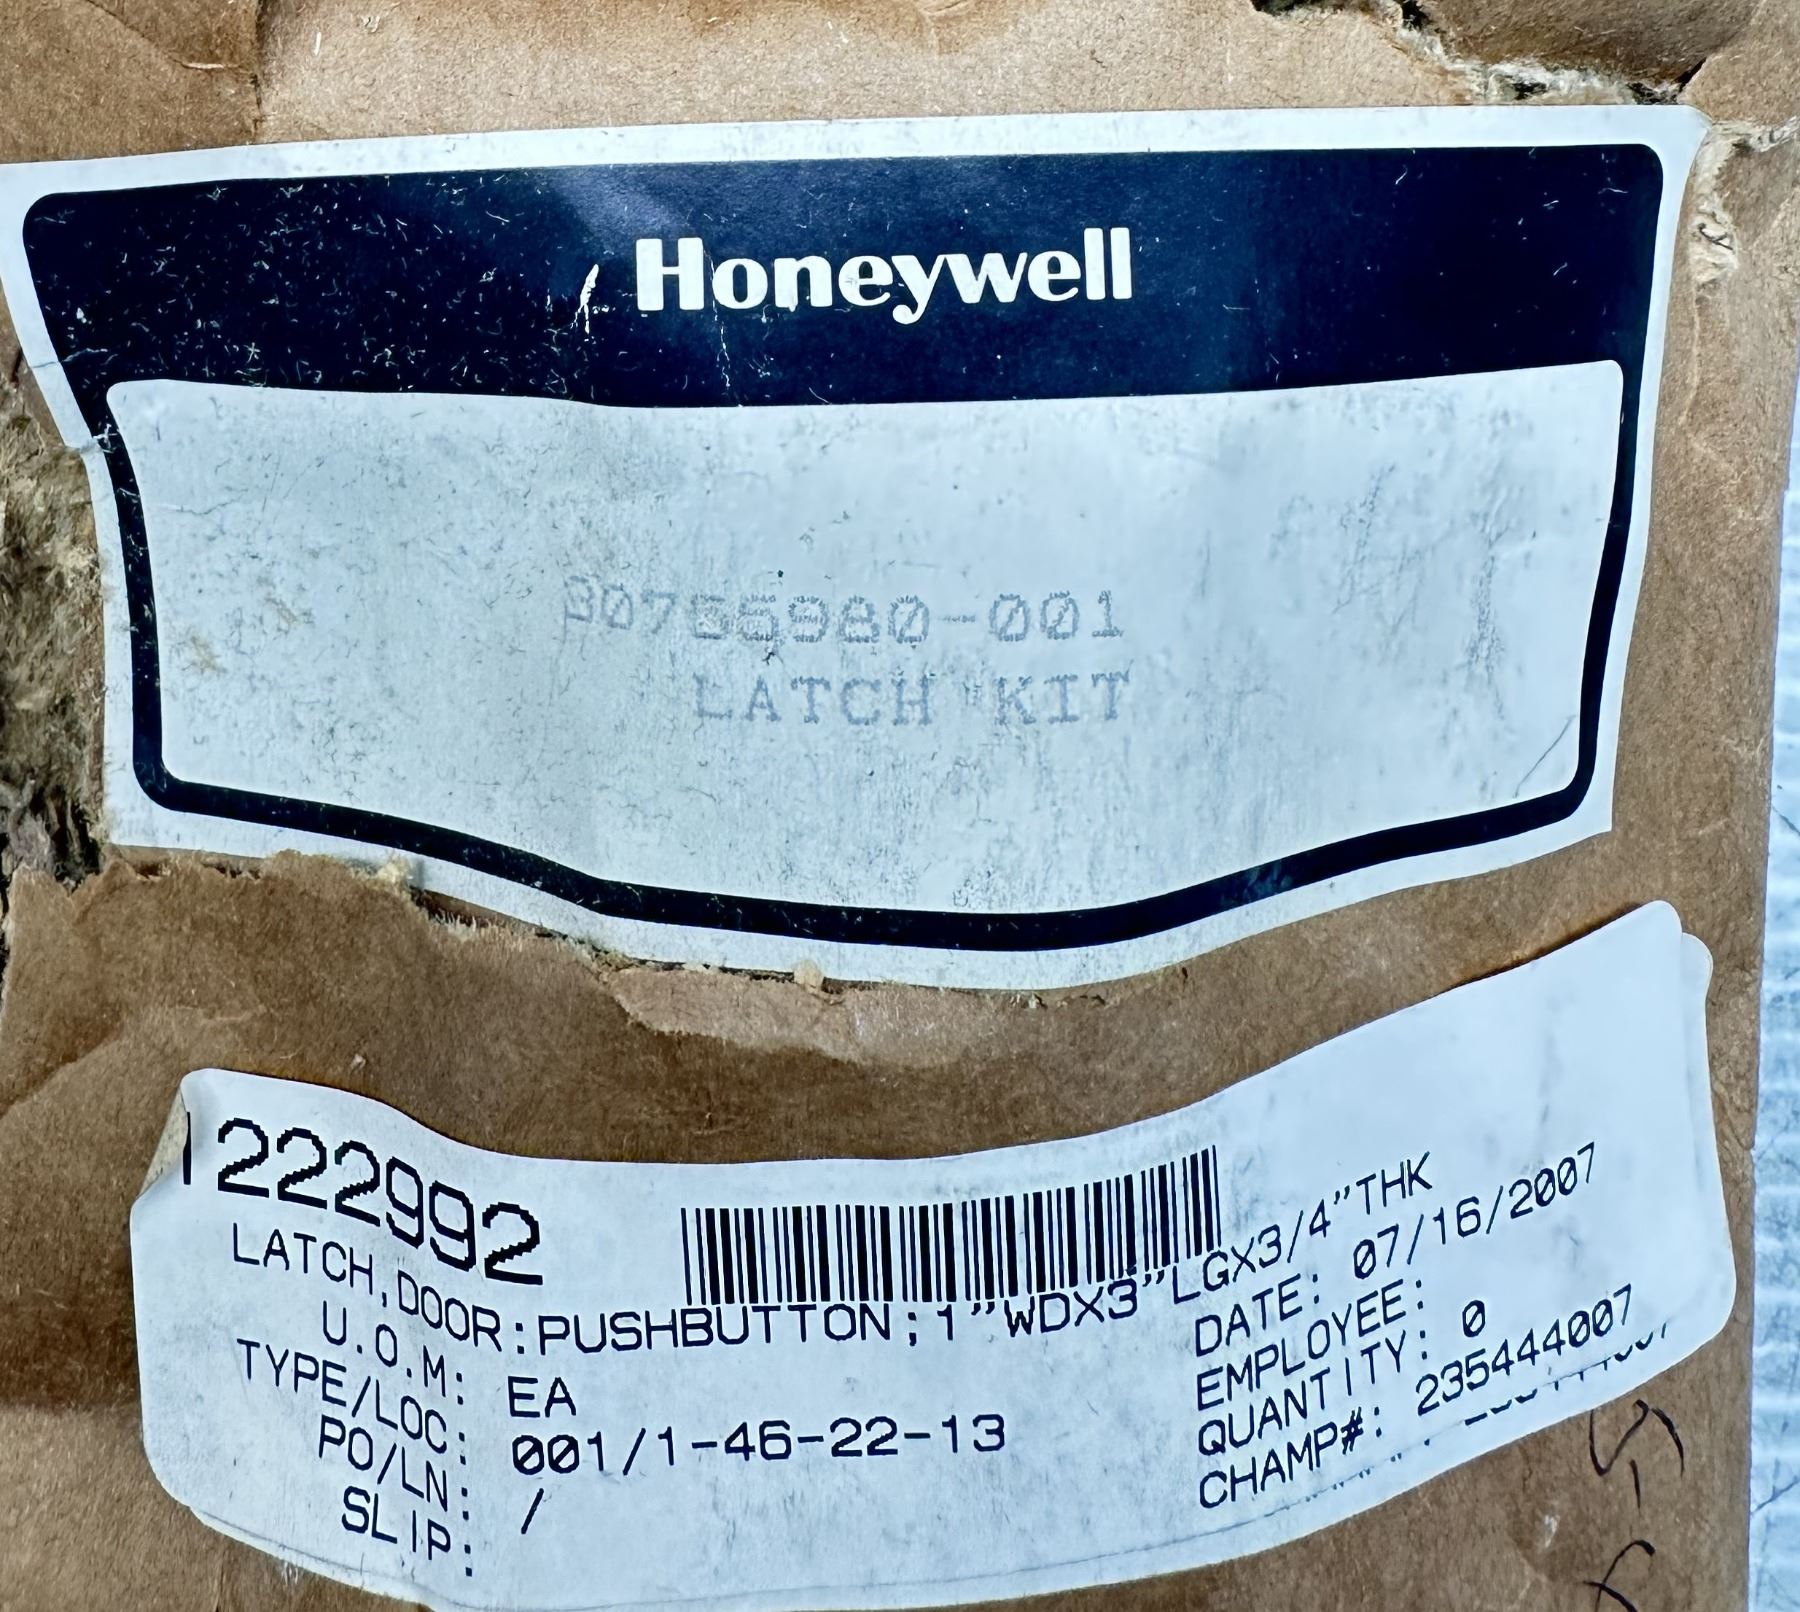 Honeywell
30755980-001
LATCH KIT
1222992
LATCH,DOOR:PUSHBUTTON;1"WDX3"LGX3/4"THK
U.O.M: EA
DATE: 07/16/2007
TYPE/LOC: 001/1-46-22-13
EMPLOYEE:
PO/LN: /
QUANTITY: 0
SLIP:
CHAMP#: 235444007